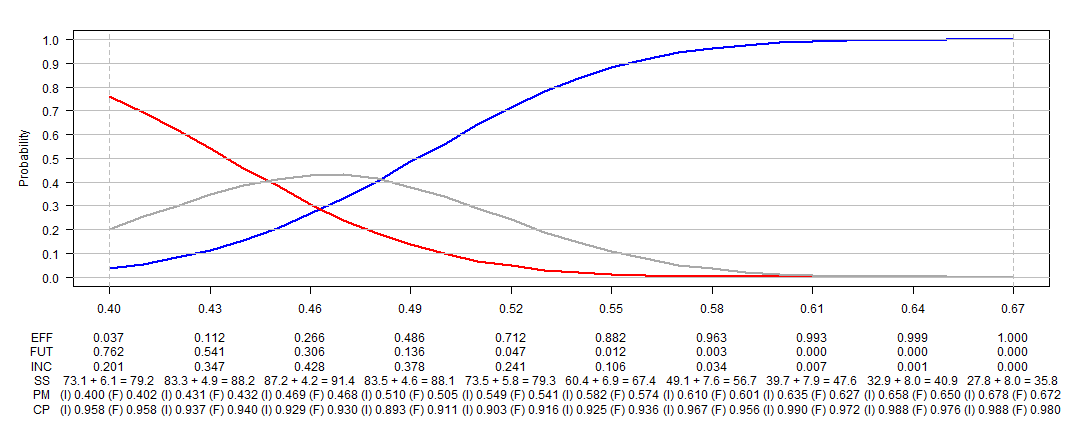 1.0
0.9
0.8
0.7
0.6
0.5
0.4
0.3
0.2
0.1
0.0
Probability
0.40 0.43 0.46 0.49 0.52 0.55 0.58 0.61 0.64 0.67
EFF 0.037 0.112 0.266 0.486 0.712 0.882 0.963 0.993 0.999 1.000
FUT 0.762 0.541 0.306 0.136 0.047 0.012 0.003 0.000 0.000 0.000
INC 0.201 0.347 0.428 0.378 0.241 0.106 0.034 0.007 0.001 0.000
SS 73.1 + 6.1 = 79.2 83.3 + 4.9 = 88.2 87.2 + 4.2 = 91.4 83.5 + 4.6 = 88.1 73.5 + 5.8 = 79.3 60.4 + 6.9 = 67.4 49.1 + 7.6 = 56.7 39.7 + 7.9 = 47.6 32.9 + 8.0 = 40.9 27.8 + 8.0 = 35.8
PM (I) 0.400 (F) 0.402 (I) 0.431 (F) 0.432 (I) 0.469 (F) 0.468 (I) 0.510 (F) 0.505 (I) 0.549 (F) 0.541 (I) 0.582 (F) 0.574 (I) 0.610 (F) 0.601 (I) 0.635 (F) 0.627 (I) 0.658 (F) 0.650 (I) 0.678 (F) 0.672
CP (I) 0.958 (F) 0.958 (I) 0.937 (F) 0.940 (I) 0.929 (F) 0.930 (I) 0.893 (F) 0.911 (I) 0.903 (F) 0.916 (I) 0.925 (F) 0.936 (I) 0.967 (F) 0.956 (I) 0.990 (F) 0.972 (I) 0.988 (F) 0.976 (I) 0.988 (F) 0.980